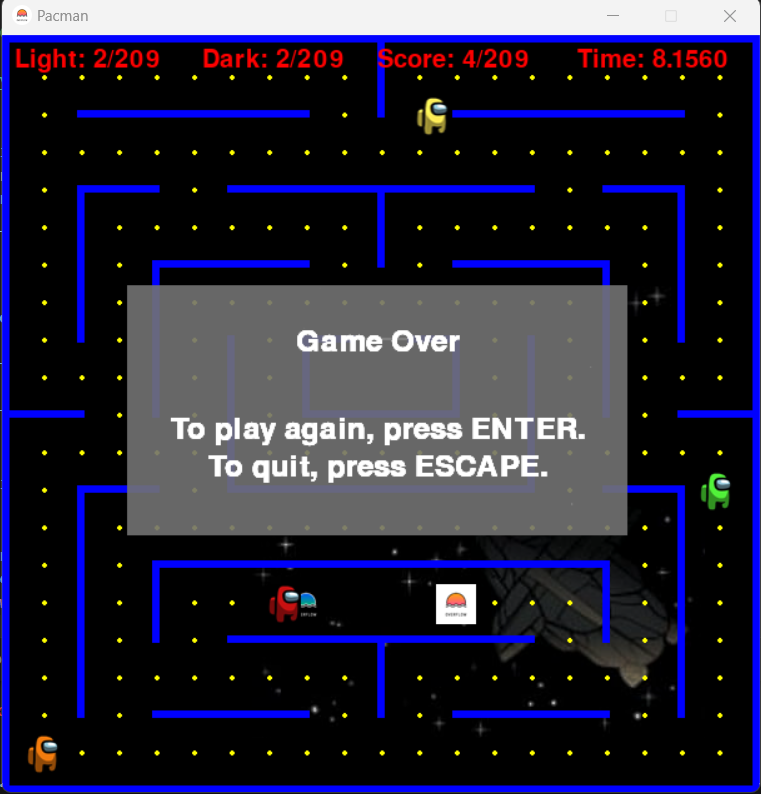 Pacman
Light: 2/209 Dark: 2/209 Score: 4/209 Time: 8.1560
Game Over
To play again, press ENTER.
To quit, press ESCAPE.